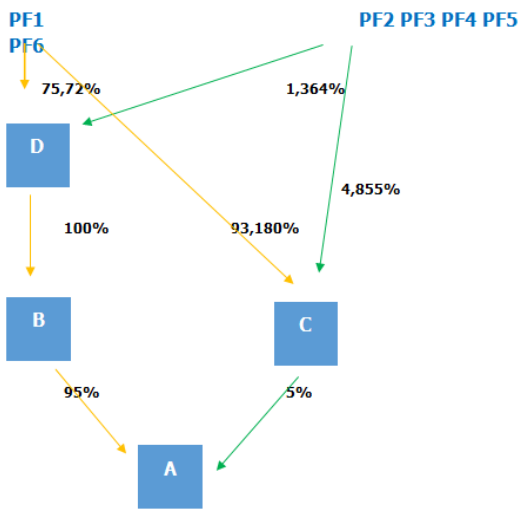 PF1
PF6
PF2 PF3 PF4 PF5
75,72%
1,364%
D
4,855%
100%
93,180%
B
C
95%
5%
A